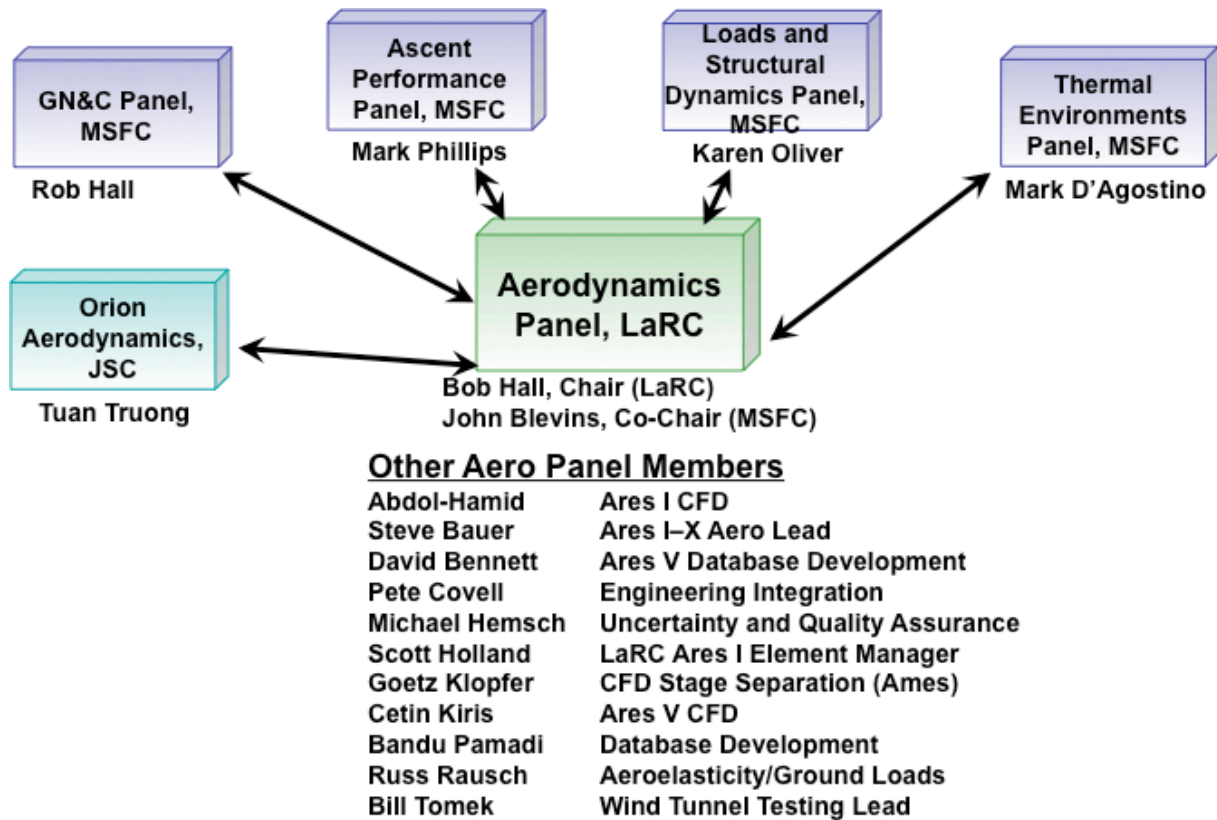 GN&C Panel,
MSFC
Rob Hall
Ascent
Performance
Panel, MSFC
Mark Phillips
Loads and
Structural
Dynamics Panel,
MSFC
Karen Oliver
Thermal
Environments
Panel, MSFC
Mark D’Agostino
Orion
Aerodynamics,
JSC
Tuan Truong
Aerodynamics
Panel, LaRC
Bob Hall, Chair (LaRC)
John Blevins, Co-Chair (MSFC)
Other Aero Panel Members
Abdol-Hamid Ares I CFD
Steve Bauer Ares I–X Aero Lead
David Bennett Ares V Database Development
Pete Covell Engineering Integration
Michael Hemsch Uncertainty and Quality Assurance
Scott Holland LaRC Ares I Element Manager
Goetz Klopfer CFD Stage Separation (Ames)
Cetin Kiris Ares V CFD
Bandu Pamadi Database Development
Russ Rausch Aeroelasticity/Ground Loads
Bill Tomek Wind Tunnel Testing Lead